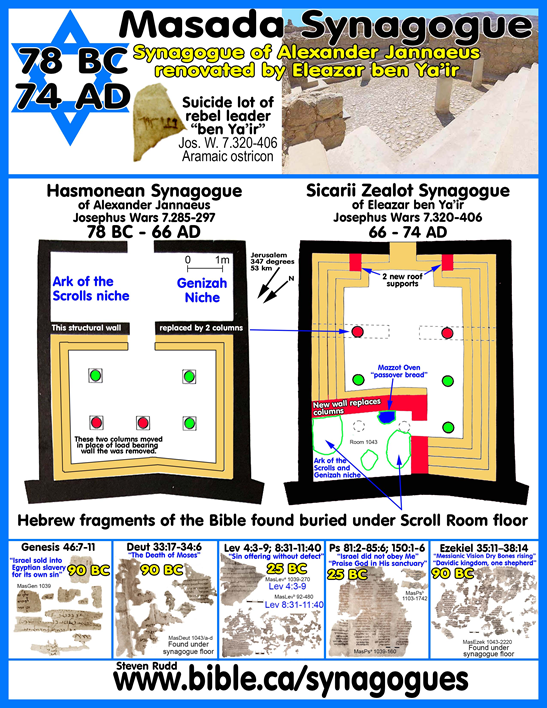 Masada Synagogue
78 BC
74 AD
Synagogue of Alexander Jannaeus
renovated by Eleazar ben Ya'ir
Suicide lot of
rebel leader
"ben Ya'ir"
Jos. W. 7.320-406
Aramaic ostricon
Hasmonean Synagogue
of Alexander Jannaeus
Josephus Wars 7.285-297
78 BC - 66 AD
Sicarii Zealot Synagogue
of Eleazar ben Ya'ir
Josephus Wars 7.320-406
66 - 74 AD
Ark of the
Scrolls niche
0 1m
Genizah
Niche
Jerusalem
347 degrees
53 km
N
2 new roof
supports
This structural wall
replaced by 2 columns
These two columns moved
in place of load bearing
wall the was removed.
Mazzot Oven
"passover bread"
New wall replaces
columns
Room 1043
Ark of the
Scrolls and
Genizah niche
Hebrew fragments of the Bible found buried under Scroll Room floor
Genesis 46:7-11
"Israel sold into
Egyptian slavery
for its own sin"
90 BC
MasGen 1039
Deut 33:17-34:6
"The Death of Moses"
90 BC
MasDeut 1043/a-d
Found under
synagogue floor
Lev 4:3-9; 8:31-11:40
"Sin offering without defect"
25 BC
MasLevᵃ 1039-270
Lev 4:3-9
MasLevᵇ 92-480
Lev 8:31-11:40
Ps 81:2-85:6; 150:1-6
"Israel did not obey Me"
"Praise God in His sanctuary"
25 BC
MasPsᵇ
1103-1742
MasPsᵃ 1039-160
Ezekiel 35:11–38:14
"Messianic Vision Dry Bones rising"
"Davidic kingdom, one shepherd"
90 BC
MasEzek 1043-2220
Found under
synagogue floor
Steven Rudd
www.bible.ca/synagogues